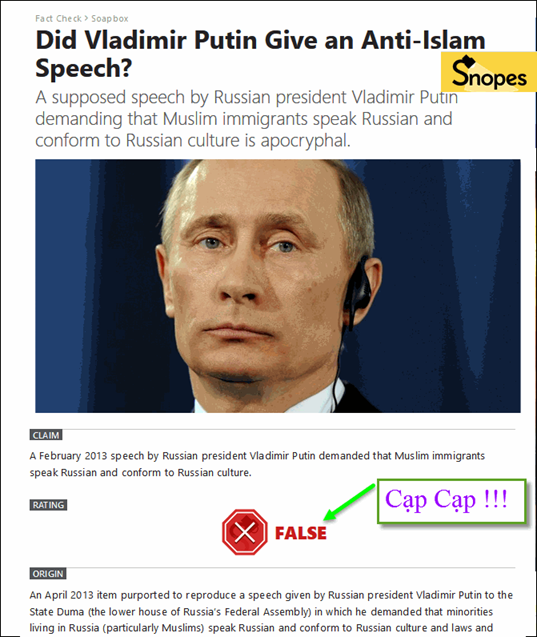 Fact Check > Soapbox
Did Vladimir Putin Give an Anti-Islam
Speech?
Snopes
A supposed speech by Russian president Vladimir Putin
demanding that Muslim immigrants speak Russian and
conform to Russian culture is apocryphal.
CLAIM
A February 2013 speech by Russian president Vladimir Putin demanded that Muslim immigrants
speak Russian and conform to Russian culture.
RATING
FALSE
Cạp Cạp !!!
ORIGIN
An April 2013 item purported to reproduce a speech given by Russian president Vladimir Putin to the
State Duma (the lower house of Russia's Federal Assembly) in which he demanded that minorities
living in Russia (particularly Muslims) speak Russian and conform to Russian culture and laws and